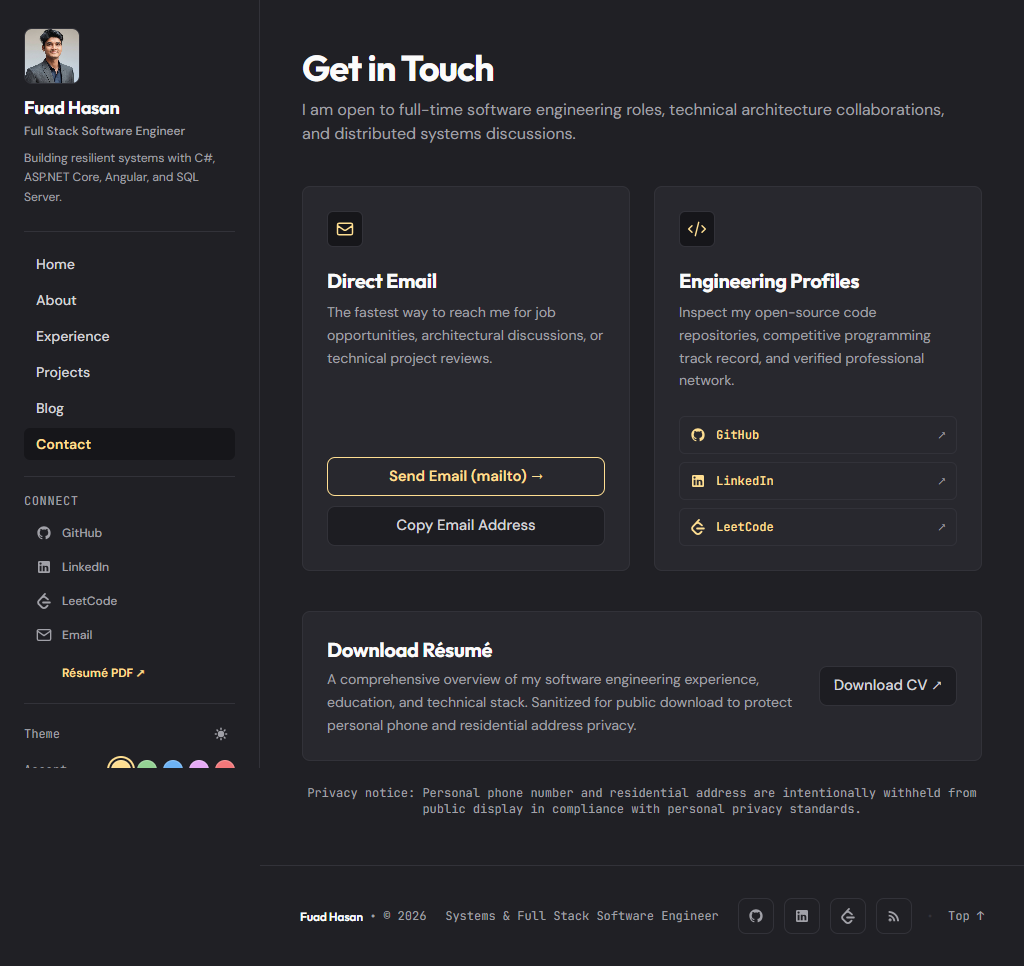 Fuad Hasan
Full Stack Software Engineer
Building resilient systems with C#,
ASP.NET Core, Angular, and SQL
Server.
Home
About
Experience
Projects
Blog
Contact
CONNECT
GitHub
LinkedIn
LeetCode
Email
Résumé PDF ↗
Theme
Accent
Get in Touch
I am open to full-time software engineering roles, technical architecture collaborations,
and distributed systems discussions.
Direct Email
The fastest way to reach me for job
opportunities, architectural discussions, or
technical project reviews.
Send Email (mailto) →
Copy Email Address
Engineering Profiles
Inspect my open-source code
repositories, competitive programming
track record, and verified professional
network.
GitHub ↗
LinkedIn ↗
LeetCode ↗
Download Résumé
A comprehensive overview of my software engineering experience,
education, and technical stack. Sanitized for public download to protect
personal phone and residential address privacy.
Download CV ↗
Privacy notice: Personal phone number and residential address are intentionally withheld from
public display in compliance with personal privacy standards.
Fuad Hasan • © 2026 Systems & Full Stack Software Engineer · Top ↑